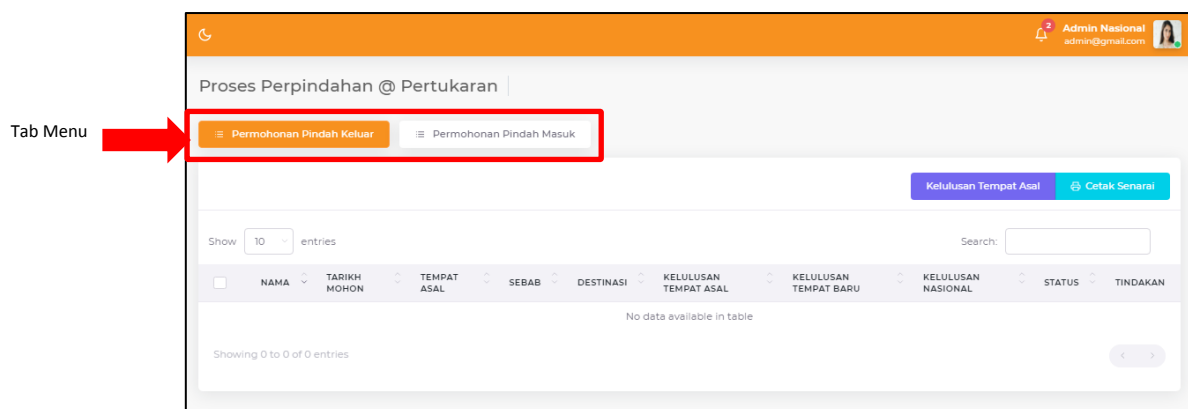 2
Admin Nasional
admin@gmail.com
Proses Perpindahan @ Pertukaran
Tab Menu
Permohonan Pindah Keluar
Permohonan Pindah Masuk
Kelulusan Tempat Asal
Cetak Senarai
Show 10 entries
Search:
NAMA
TARIKH
MOHON
TEMPAT
ASAL
SEBAB
DESTINASI
KELULUSAN
TEMPAT ASAL
KELULUSAN
TEMPAT BARU
KELULUSAN
NASIONAL
STATUS
TINDAKAN
No data available in table
Showing 0 to 0 of 0 entries